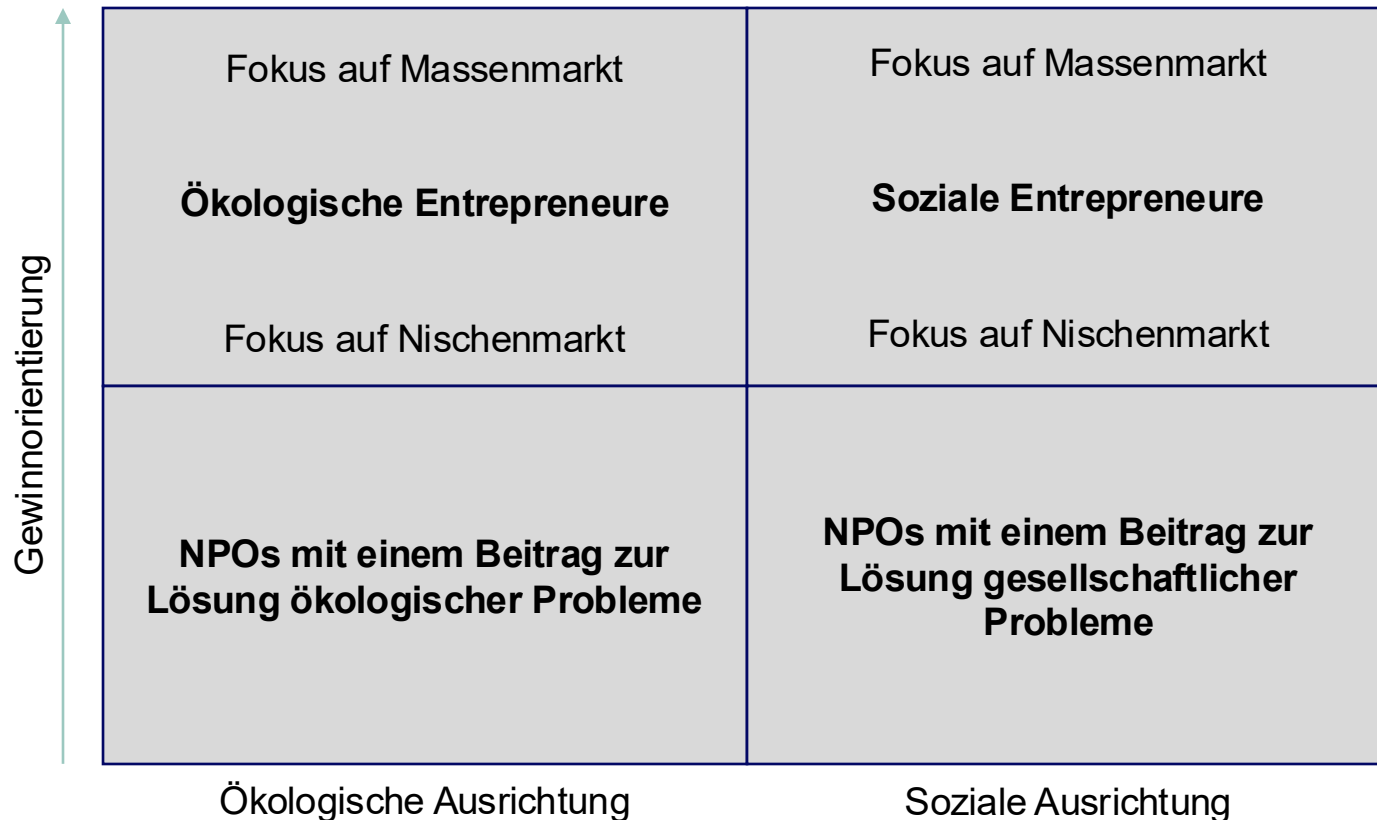 Gewinnorientierung
Fokus auf Massenmarkt
Ökologische Entrepreneure
Fokus auf Nischenmarkt
Fokus auf Massenmarkt
Soziale Entrepreneure
Fokus auf Nischenmarkt
NPOs mit einem Beitrag zur
Lösung ökologischer Probleme
NPOs mit einem Beitrag zur
Lösung gesellschaftlicher
Probleme
Ökologische Ausrichtung
Soziale Ausrichtung